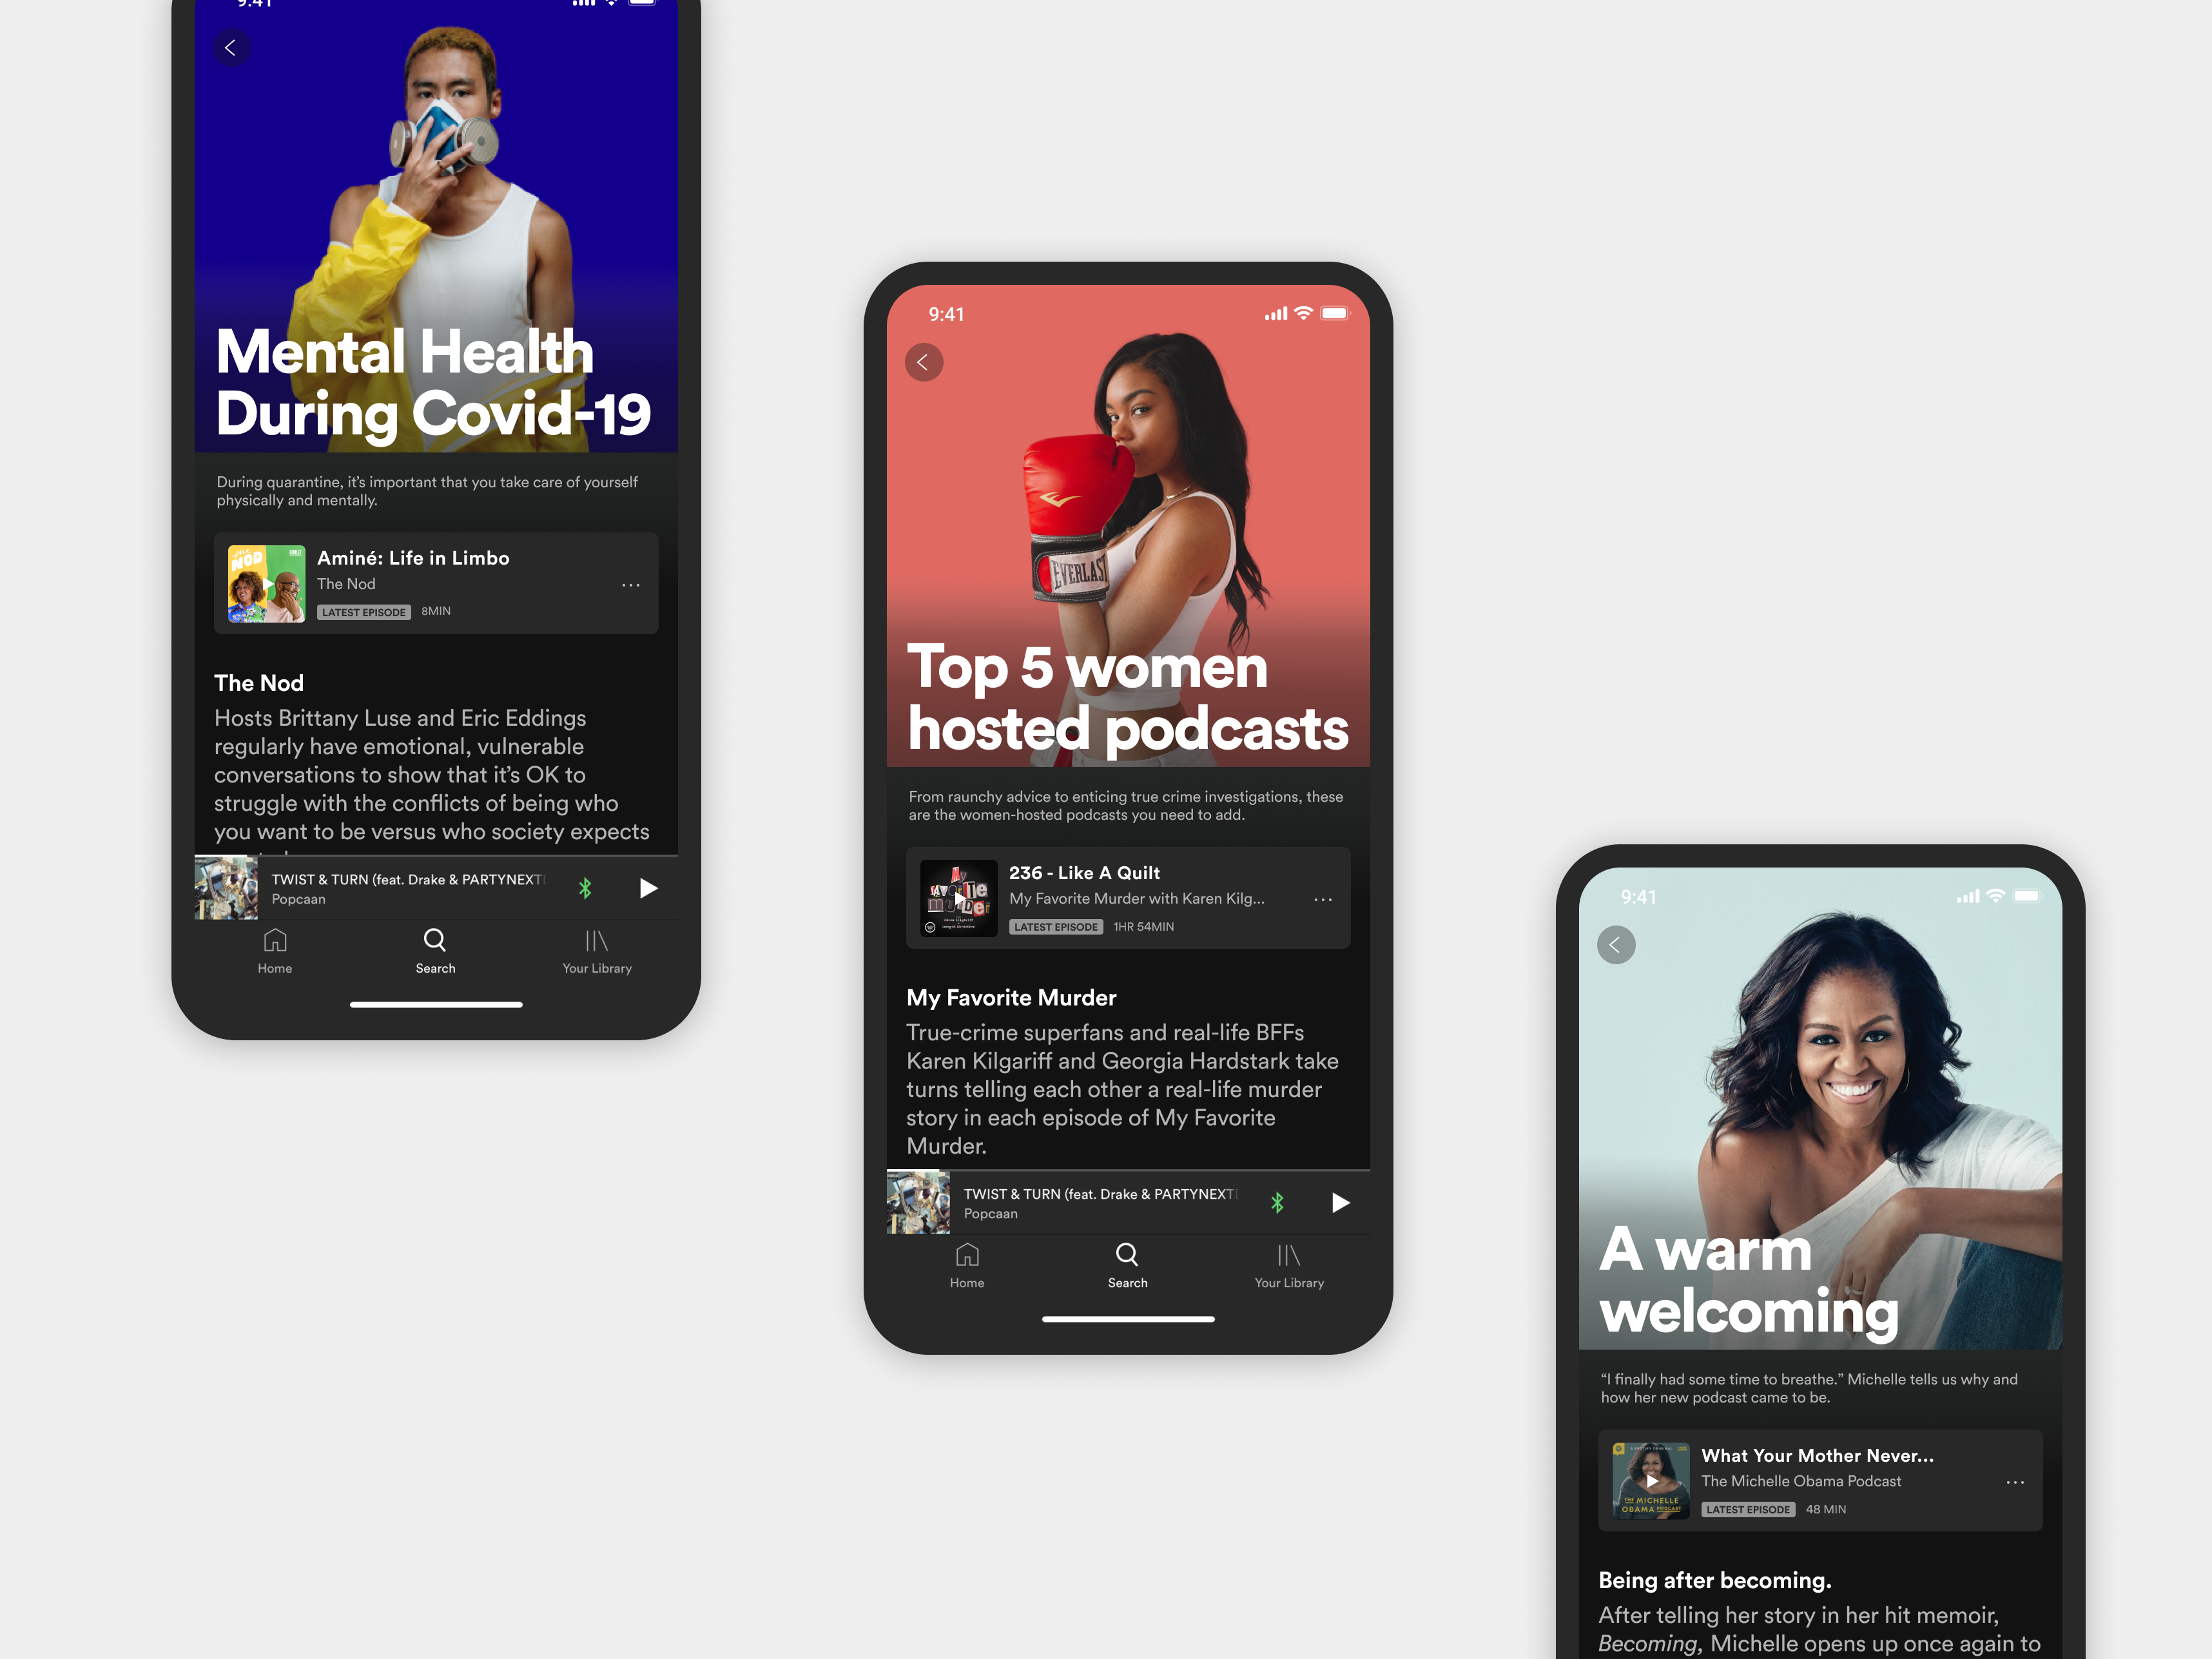 9:41
Mental Health
During Covid-19
During quarantine, it's important that you take care of yourself
physically and mentally.
NOD
Aminé: Life in Limbo
The Nod
LATEST EPISODE 8MIN
The Nod
Hosts Brittany Luse and Eric Eddings
regularly have emotional, vulnerable
conversations to show that it's OK to
struggle with the conflicts of being who
you want to be versus who society expects
TWIST & TURN (feat. Drake & PARTYNEXT
Popcaan
Home
Search
Your Library
9:41
EVERLAST
Top 5 women
hosted podcasts
From raunchy advice to enticing true crime investigations, these
are the women-hosted podcasts you need to add.
My
favorite
murder
236 - Like A Quilt
My Favorite Murder with Karen Kilg...
LATEST EPISODE 1HR 54MIN
My Favorite Murder
True-crime superfans and real-life BFFs
Karen Kilgariff and Georgia Hardstark take
turns telling each other a real-life murder
story in each episode of My Favorite
Murder.
TWIST & TURN (feat. Drake & PARTYNEXT
Popcaan
Home
Search
Your Library
9:41
A warm
welcoming
“I finally had some time to breathe.” Michelle tells us why and
how her new podcast came to be.
THE MICHELLE
OBAMA PODCAST
What Your Mother Never...
The Michelle Obama Podcast
LATEST EPISODE 48 MIN
Being after becoming.
After telling her story in her hit memoir,
Becoming, Michelle opens up once again to